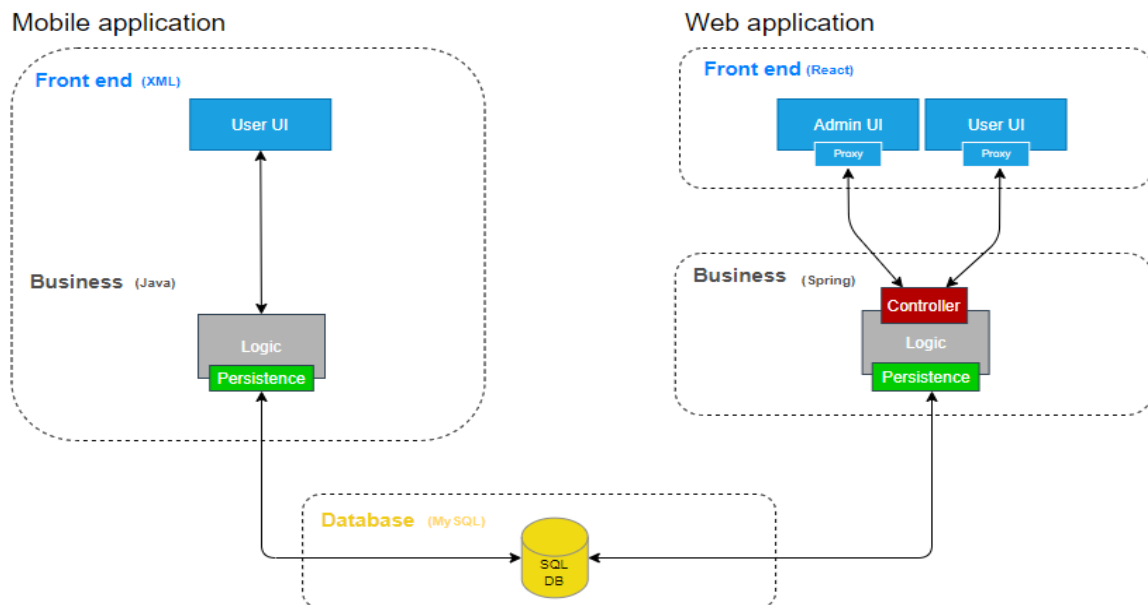 Mobile application
Web application
Front end (XML)
User UI
Front end (React)
Admin UI
User UI
Proxy
Proxy
Business (Java)
Logic
Persistence
Business (Spring)
Controller
Logic
Persistence
Database (My SQL)
SQL
DB